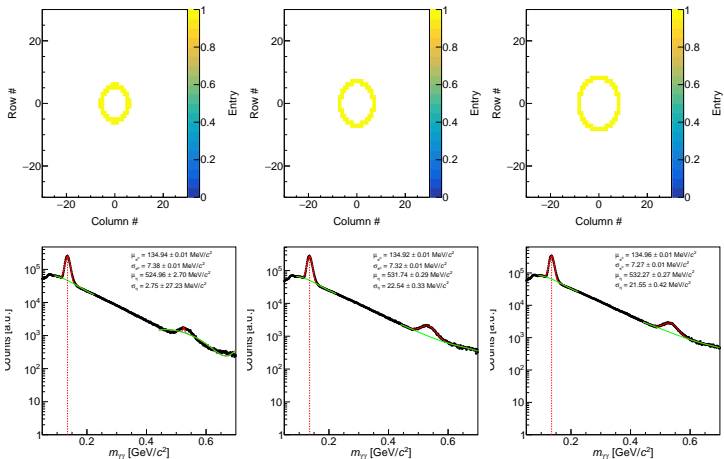 20
0
−20
Row #
−20 0 20
Column #
1
0.8
0.6
0.4
0.2
0
Entry
20
0
−20
Row #
−20 0 20
Column #
1
0.8
0.6
0.4
0.2
0
Entry
20
0
−20
Row #
−20 0 20
Column #
1
0.8
0.6
0.4
0.2
0
Entry
μπ⁰ = 134.94 ± 0.01 MeV/c²
σπ⁰ = 7.38 ± 0.01 MeV/c²
μη = 524.96 ± 2.70 MeV/c²
ση = 2.75 ± 27.23 MeV/c²
10⁵
10⁴
10³
10²
10
1
Counts [a.u.]
0.2 0.4 0.6
mγγ [GeV/c²]
μπ⁰ = 134.92 ± 0.01 MeV/c²
σπ⁰ = 7.32 ± 0.01 MeV/c²
μη = 531.74 ± 0.29 MeV/c²
ση = 22.54 ± 0.33 MeV/c²
10⁵
10⁴
10³
10²
10
1
Counts [a.u.]
0.2 0.4 0.6
mγγ [GeV/c²]
μπ⁰ = 134.96 ± 0.01 MeV/c²
σπ⁰ = 7.27 ± 0.01 MeV/c²
μη = 532.27 ± 0.27 MeV/c²
ση = 21.55 ± 0.42 MeV/c²
10⁵
10⁴
10³
10²
10
1
Counts [a.u.]
0.2 0.4 0.6
mγγ [GeV/c²]